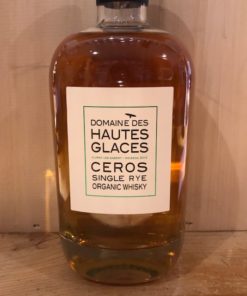 DOMAINE DES
HAUTES
GLACES
CEROS
SINGLE RYE
ORGANIC WHISKY